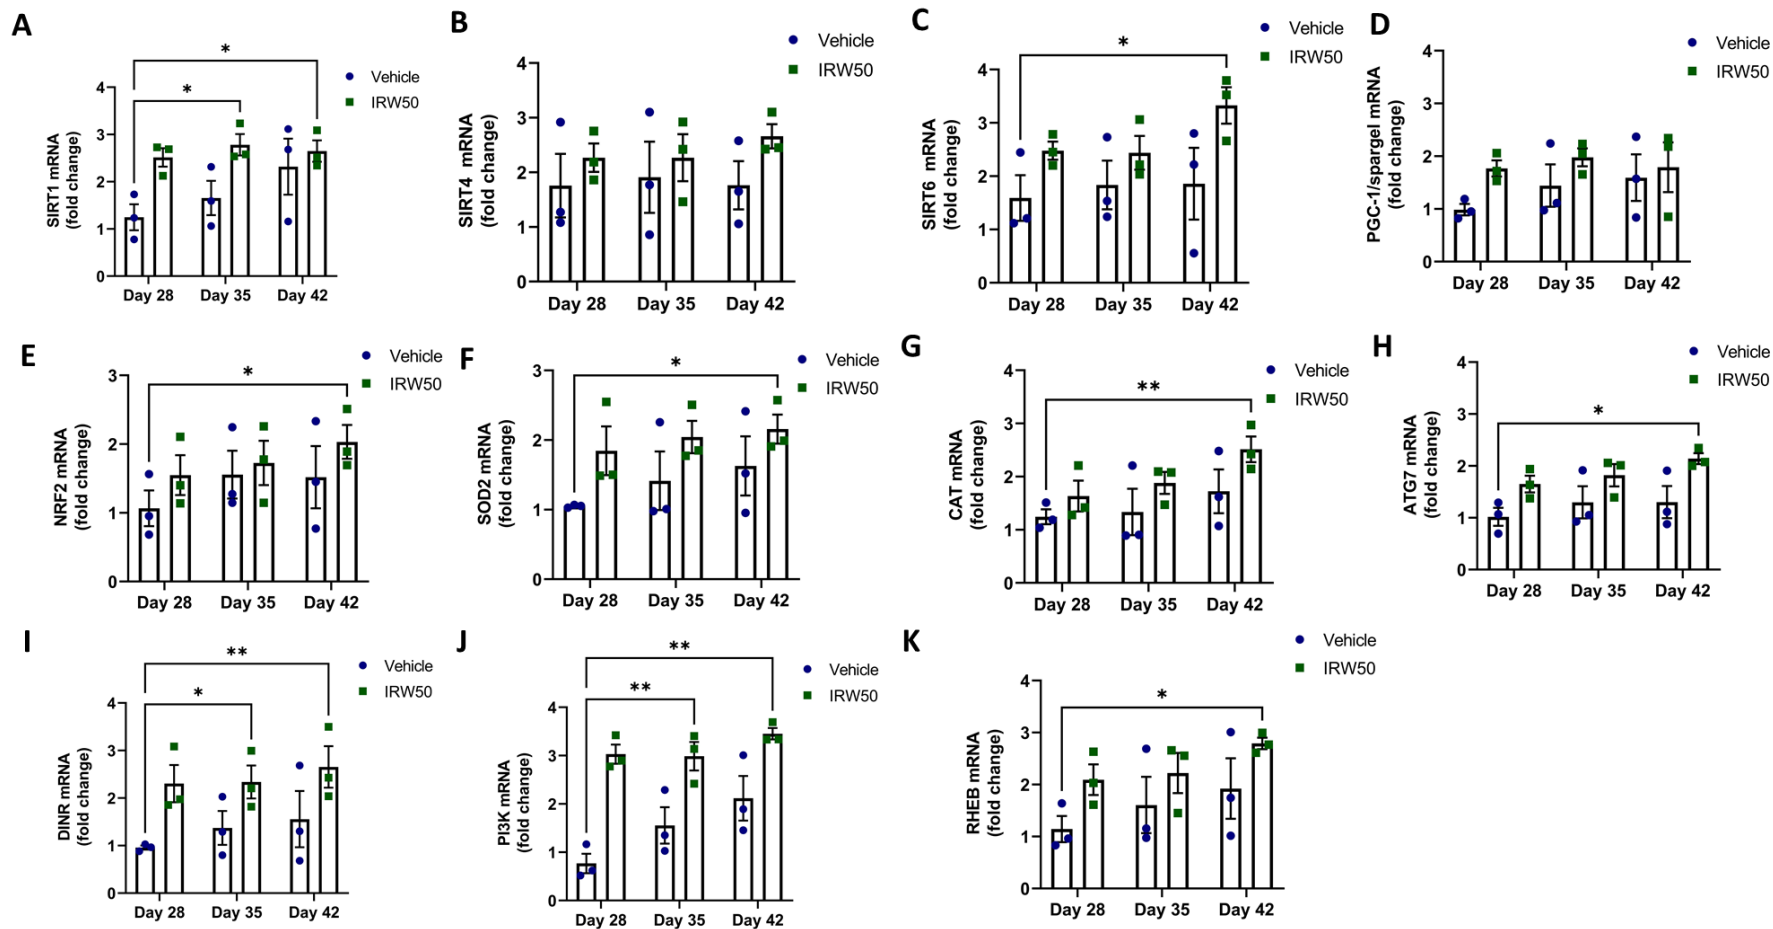 A
*
*
Vehicle
IRW50
SIRT1 mRNA
(fold change)
4
3
2
1
0
Day 28 Day 35 Day 42
B
Vehicle
IRW50
SIRT4 mRNA
(fold change)
4
3
2
1
0
Day 28 Day 35 Day 42
C
*
Vehicle
IRW50
SIRT6 mRNA
(fold change)
4
3
2
1
0
Day 28 Day 35 Day 42
D
Vehicle
IRW50
PGC-1/spargel mRNA
(fold change)
4
3
2
1
0
Day 28 Day 35 Day 42
E
*
Vehicle
IRW50
NRF2 mRNA
(fold change)
3
2
1
0
Day 28 Day 35 Day 42
F
*
Vehicle
IRW50
SOD2 mRNA
(fold change)
3
2
1
0
Day 28 Day 35 Day 42
G
**
Vehicle
IRW50
CAT mRNA
(fold change)
4
3
2
1
0
Day 28 Day 35 Day 42
H
*
Vehicle
IRW50
ATG7 mRNA
(fold change)
4
3
2
1
0
Day 28 Day 35 Day 42
I
**
*
Vehicle
IRW50
DINR mRNA
(fold change)
4
3
2
1
0
Day 28 Day 35 Day 42
J
**
**
Vehicle
IRW50
PI3K mRNA
(fold change)
4
3
2
1
0
Day 28 Day 35 Day 42
K
*
Vehicle
IRW50
RHEB mRNA
(fold change)
4
3
2
1
0
Day 28 Day 35 Day 42